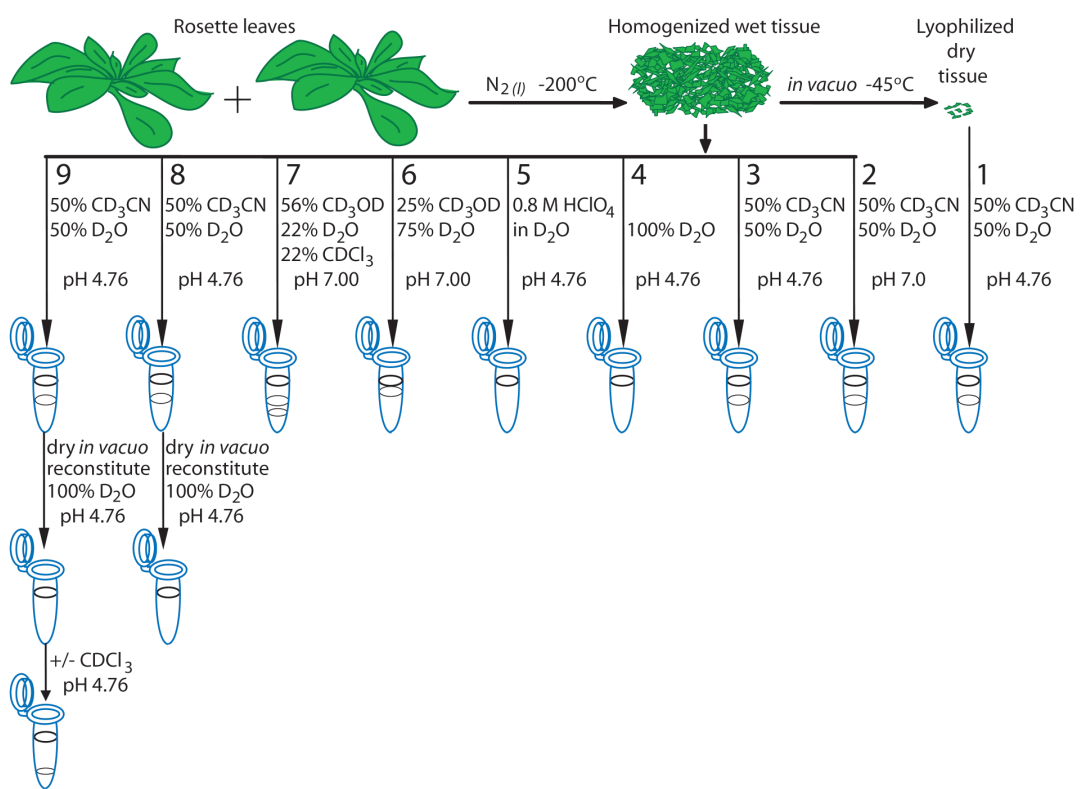 Rosette leaves
Homogenized wet tissue
Lyophilized
dry
tissue
+
N2(l) -200°C
in vacuo -45°C
9
50% CD3CN
50% D2O
pH 4.76
8
50% CD3CN
50% D2O
pH 4.76
7
56% CD3OD
22% D2O
22% CDCl3
pH 7.00
6
25% CD3OD
75% D2O
pH 7.00
5
0.8 M HClO4
in D2O
pH 4.76
4
100% D2O
pH 4.76
3
50% CD3CN
50% D2O
pH 4.76
2
50% CD3CN
50% D2O
pH 7.0
1
50% CD3CN
50% D2O
pH 4.76
dry in vacuo
reconstitute
100% D2O
pH 4.76
dry in vacuo
reconstitute
100% D2O
pH 4.76
+/- CDCl3
pH 4.76